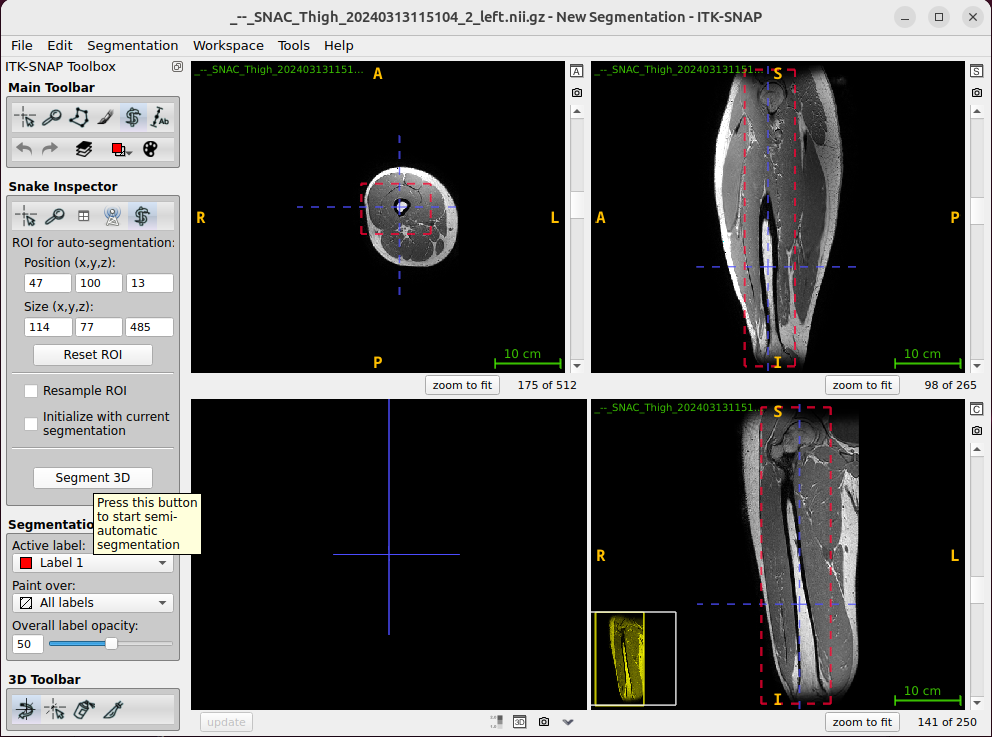 _--_SNAC_Thigh_20240313115104_2_left.nii.gz - New Segmentation - ITK-SNAP
File Edit Segmentation Workspace Tools Help
ITK-SNAP Toolbox
Main Toolbar
Ab
Snake Inspector
ROI for auto-segmentation:
Position (x,y,z):
47 100 13
Size (x,y,z):
114 77 485
Reset ROI
Resample ROI
Initialize with current
segmentation
Segment 3D
Press this button
to start semi-
automatic
segmentation
Segmentatio
Active label:
Label 1
Paint over:
All labels
Overall label opacity:
50
3D Toolbar
_--_SNAC_Thigh_202403131151...
A
R
L
P
10 cm
A
zoom to fit 175 of 512
_--_SNAC_Thigh_202403131151...
S
A
P
I
10 cm
S
zoom to fit 98 of 265
update
3D
_--_SNAC_Thigh_202403131151...
S
R
L
I
10 cm
C
zoom to fit 141 of 250